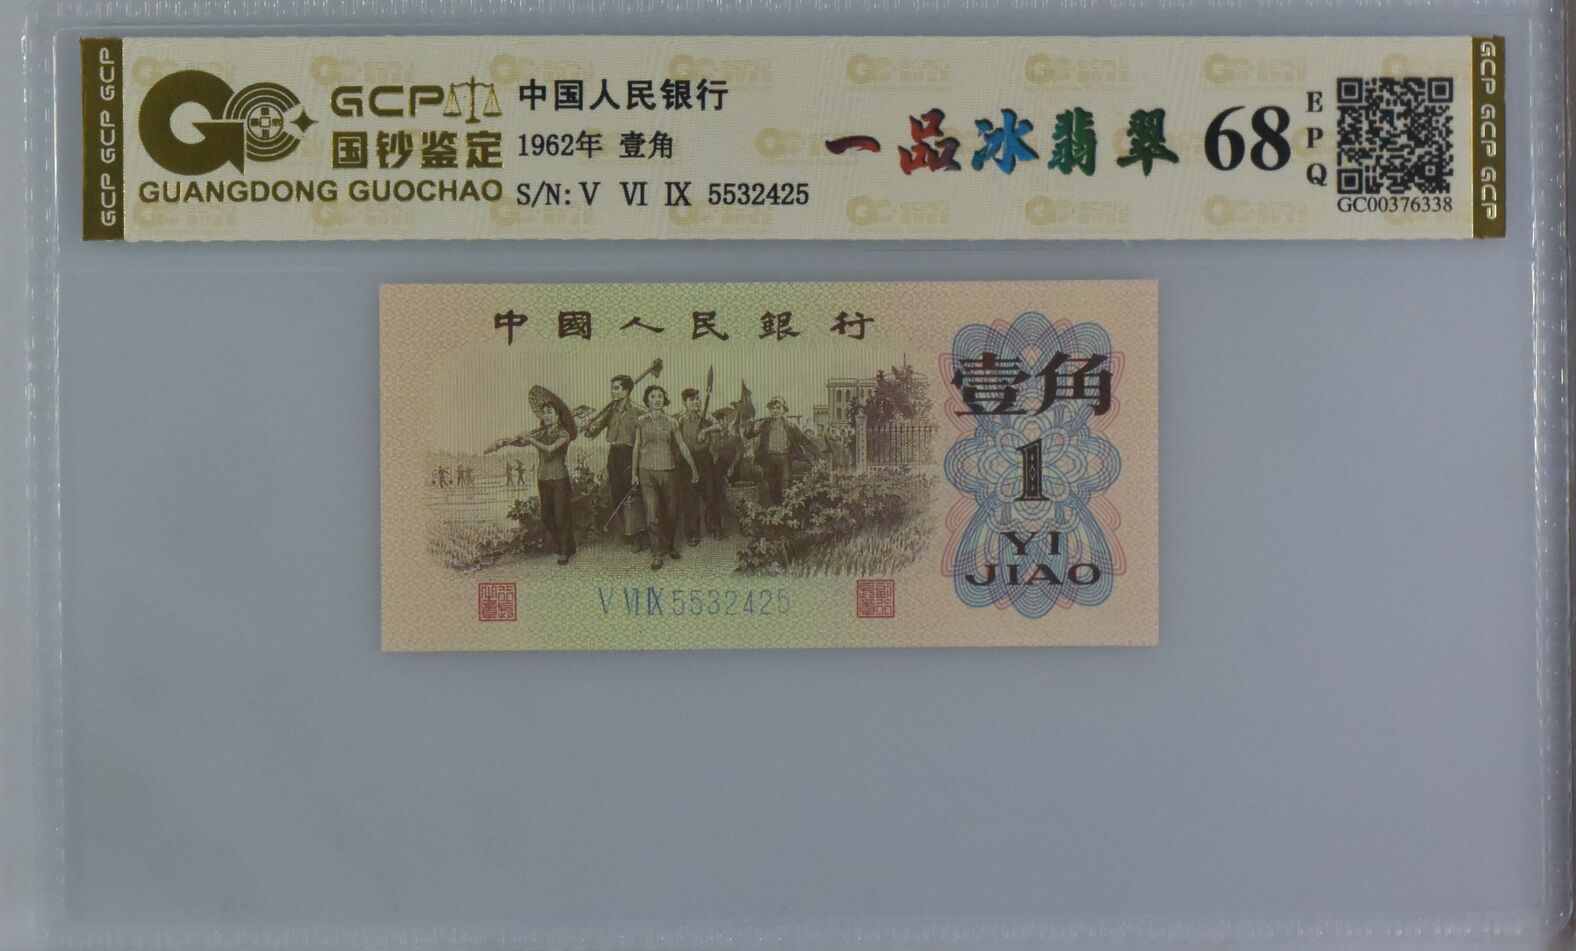 GCP GCP GCP
GCP
国钞鉴定
GUANGDONG GUOCHAO
中国人民银行
1962年 壹角
S/N: V VI IX 5532425
一品冰翡翠
68
E
P
Q
GC00376338
GCP GCP GCP
中國人民銀行
壹角
1
YI
JIAO
V VI IX 5532425